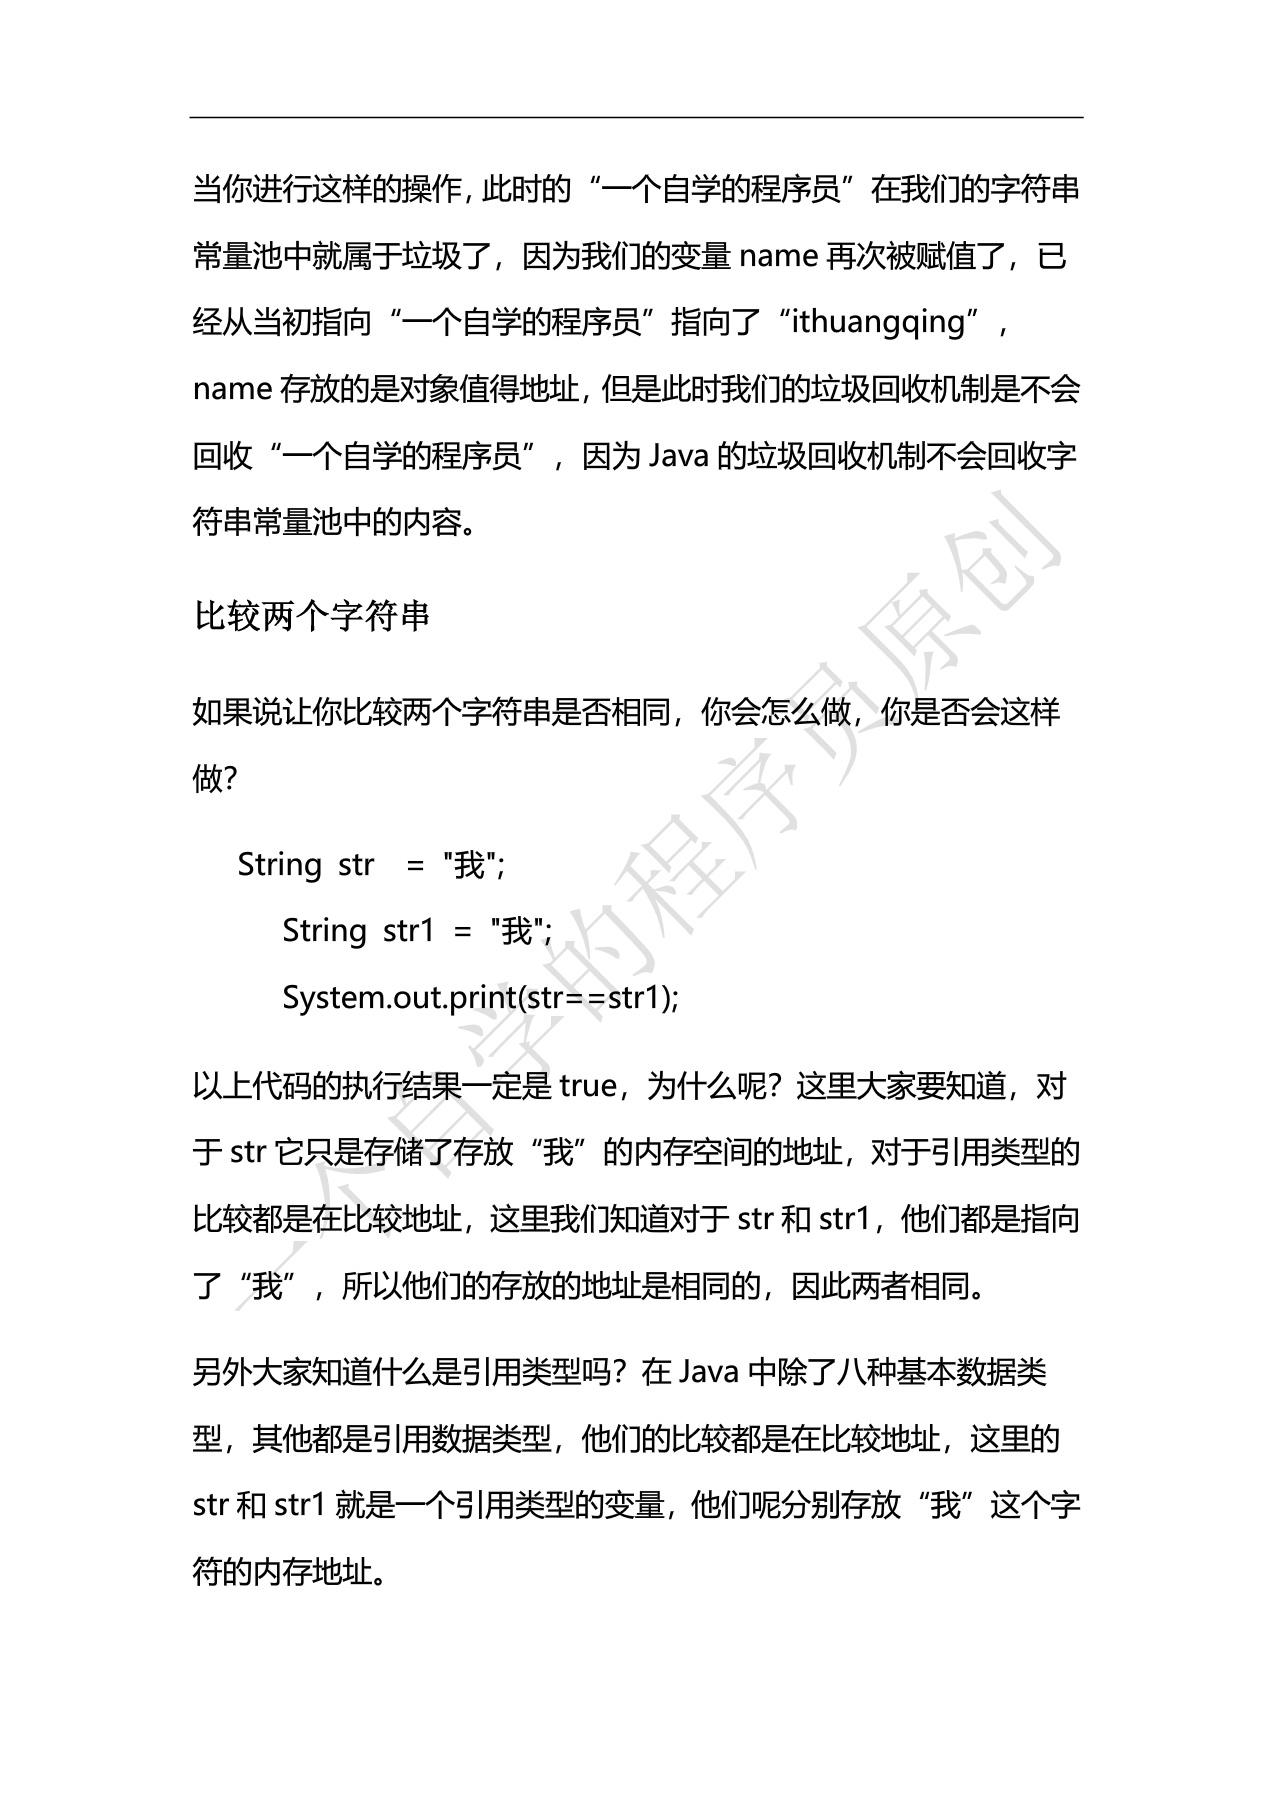 当你进行这样的操作，此时的“一个自学的程序员”在我们的字符串
常量池中就属于垃圾了，因为我们的变量 name 再次被赋值了，已
经从当初指向“一个自学的程序员”指向了“ithuangqing”，
name 存放的是对象值得地址，但是此时我们的垃圾回收机制是不会
回收“一个自学的程序员”，因为 Java 的垃圾回收机制不会回收字
符串常量池中的内容。
比较两个字符串
如果说让你比较两个字符串是否相同，你会怎么做，你是否会这样
做？
String str = "我";
String str1 = "我";
System.out.print(str==str1);
以上代码的执行结果一定是 true，为什么呢？这里大家要知道，对
于 str 它只是存储了存放“我”的内存空间的地址，对于引用类型的
比较都是在比较地址，这里我们知道对于 str 和 str1，他们都是指向
了“我”，所以他们的存放的地址是相同的，因此两者相同。
另外大家知道什么是引用类型吗？在 Java 中除了八种基本数据类
型，其他都是引用数据类型，他们的比较都是在比较地址，这里的
str 和 str1 就是一个引用类型的变量，他们呢分别存放“我”这个字
符的内存地址。
一个自学的程序员原创